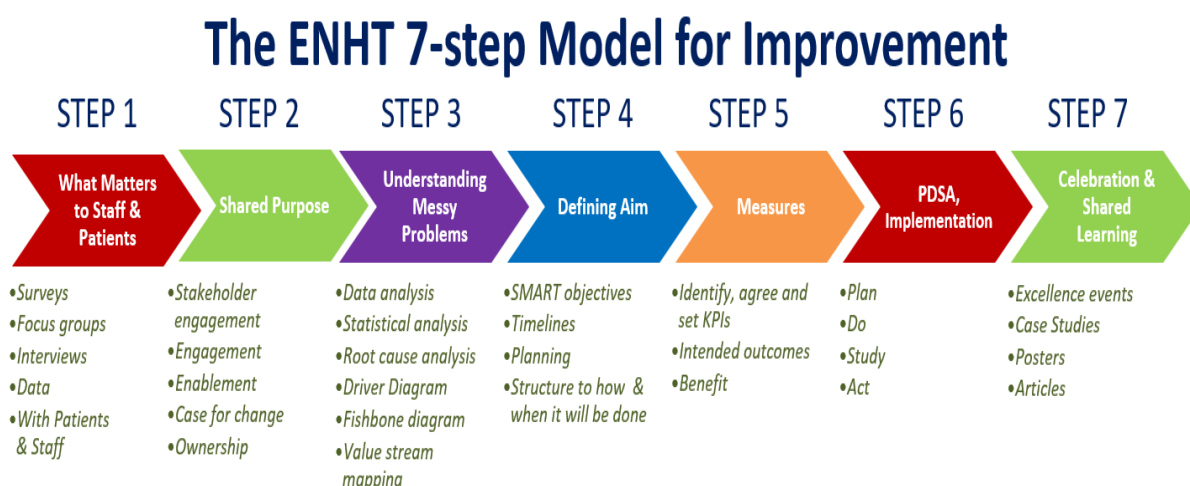 The ENHT 7-step Model for Improvement
STEP 1
STEP 2
STEP 3
STEP 4
STEP 5
STEP 6
STEP 7
What Matters
to Staff &
Patients
Shared Purpose
Understanding
Messy
Problems
Defining Aim
Measures
PDSA,
Implementation
Celebration &
Shared
Learning
•Surveys
•Focus groups
•Interviews
•Data
•With Patients
& Staff
•Stakeholder
engagement
•Engagement
•Enablement
•Case for change
•Ownership
•Data analysis
•Statistical analysis
•Root cause analysis
•Driver Diagram
•Fishbone diagram
•Value stream
mapping
•SMART objectives
•Timelines
•Planning
•Structure to how &
when it will be done
•Identify, agree and
set KPIs
•Intended outcomes
•Benefit
•Plan
•Do
•Study
•Act
•Excellence events
•Case Studies
•Posters
•Articles